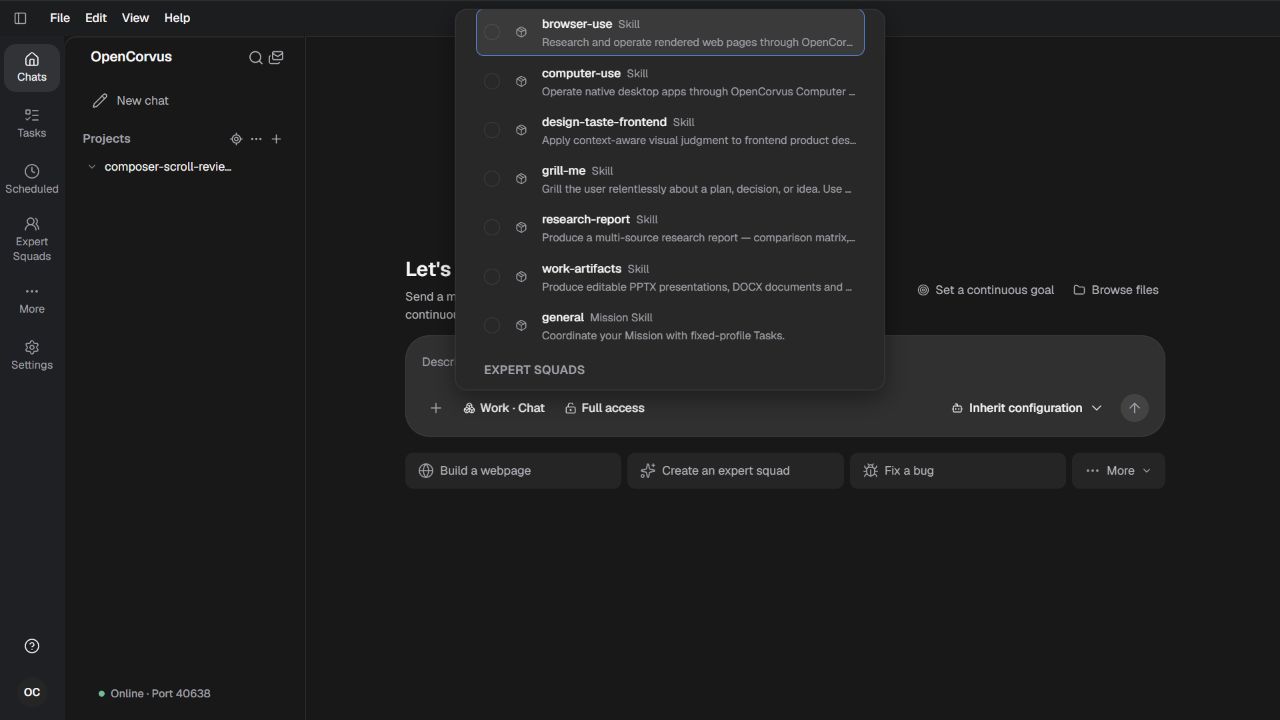 File Edit View Help
OpenCorvus
Chats
New chat
Tasks
Projects
composer-scroll-revie...
Scheduled
Expert
Squads
More
Settings
OC
Online · Port 40638
browser-use Skill
Research and operate rendered web pages through OpenCor...
computer-use Skill
Operate native desktop apps through OpenCorvus Computer ...
design-taste-frontend Skill
Apply context-aware visual judgment to frontend product des...
grill-me Skill
Grill the user relentlessly about a plan, decision, or idea. Use ...
research-report Skill
Produce a multi-source research report — comparison matrix,...
work-artifacts Skill
Produce editable PPTX presentations, DOCX documents and ...
general Mission Skill
Coordinate your Mission with fixed-profile Tasks.
EXPERT SQUADS
Let's
Send a m
continuou
Set a continuous goal Browse files
Descr
Work · Chat Full access Inherit configuration
Build a webpage Create an expert squad Fix a bug More